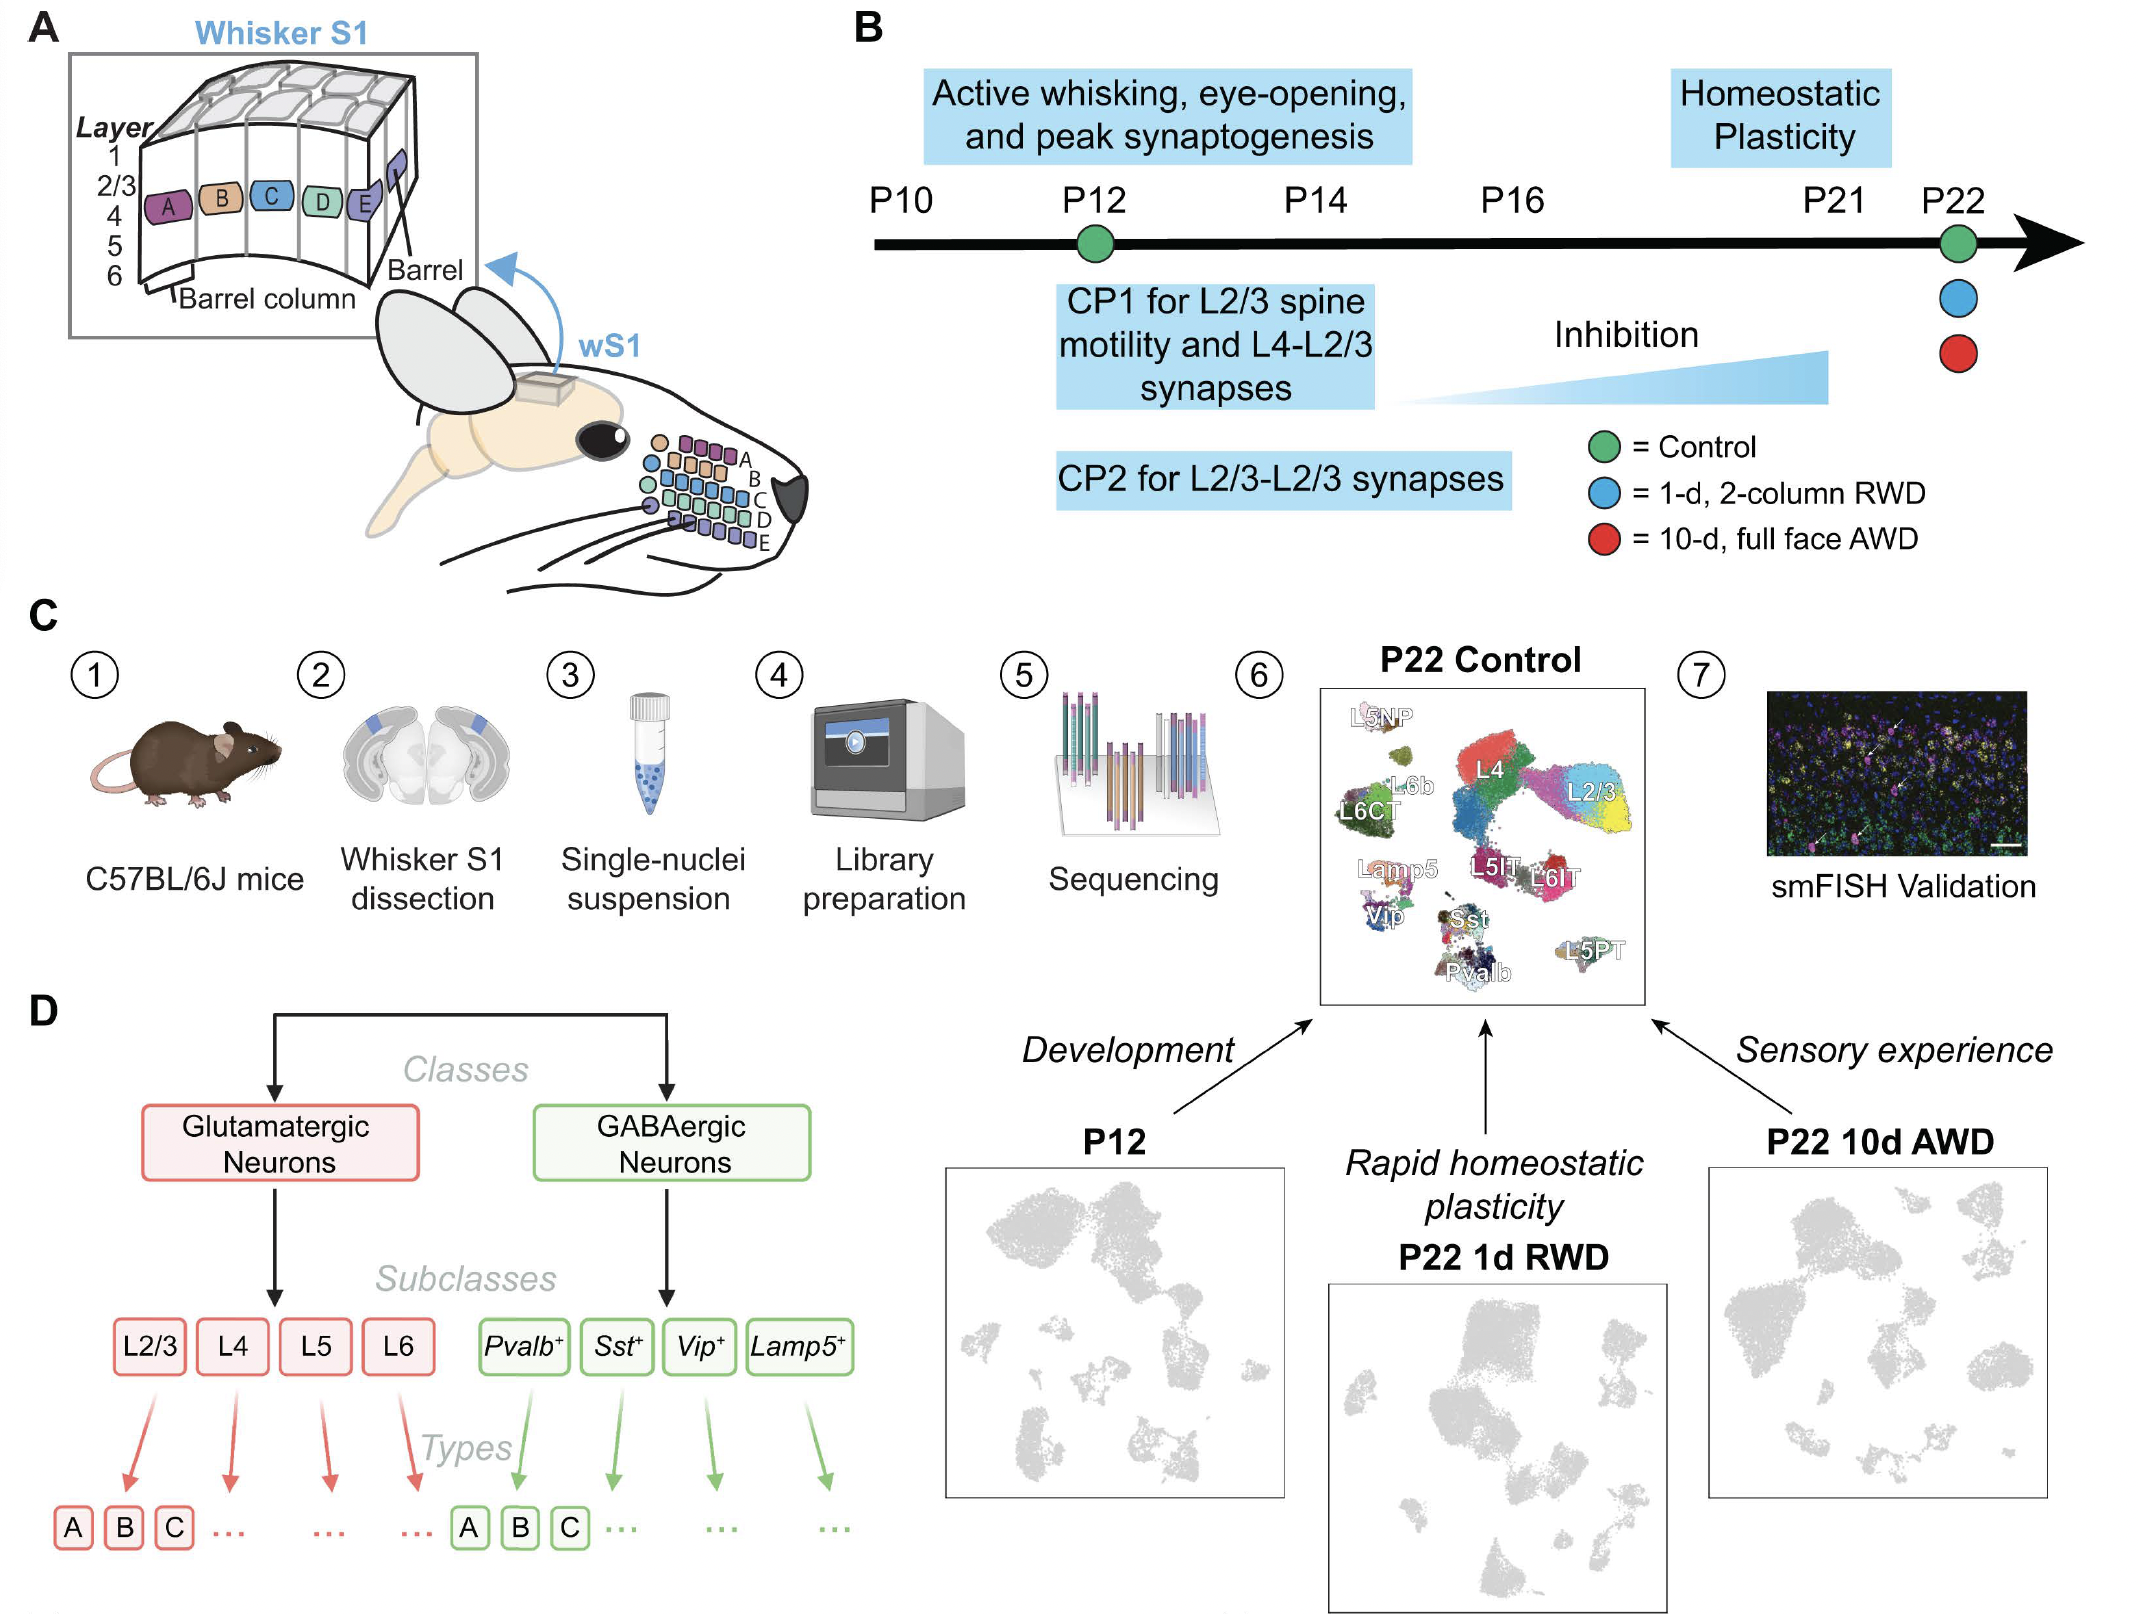 A
Whisker S1
Layer
1
2/3
4
5
6
A
B
C
D
E
Barrel
Barrel column
wS1
A
B
C
D
E
B
Active whisking, eye-opening,
and peak synaptogenesis
Homeostatic
Plasticity
P10
P12
P14
P16
P21
P22
CP1 for L2/3 spine
motility and L4-L2/3
synapses
Inhibition
CP2 for L2/3-L2/3 synapses
= Control
= 1-d, 2-column RWD
= 10-d, full face AWD
C
1
C57BL/6J mice
2
Whisker S1
dissection
3
Single-nuclei
suspension
4
Library
preparation
5
Sequencing
6
P22 Control
L5NP
L4
L6b
L2/3
L6CT
Lamp5
L5IT
L6IT
Vip
Sst
L5PT
Pvalb
7
smFISH Validation
Development
Sensory experience
P12
Rapid homeostatic
plasticity
P22 1d RWD
P22 10d AWD
D
Classes
Glutamatergic
Neurons
GABAergic
Neurons
Subclasses
L2/3
L4
L5
L6
Pvalb⁺
Sst⁺
Vip⁺
Lamp5⁺
Types
A
B
C
...
...
...
A
B
C
...
...
...